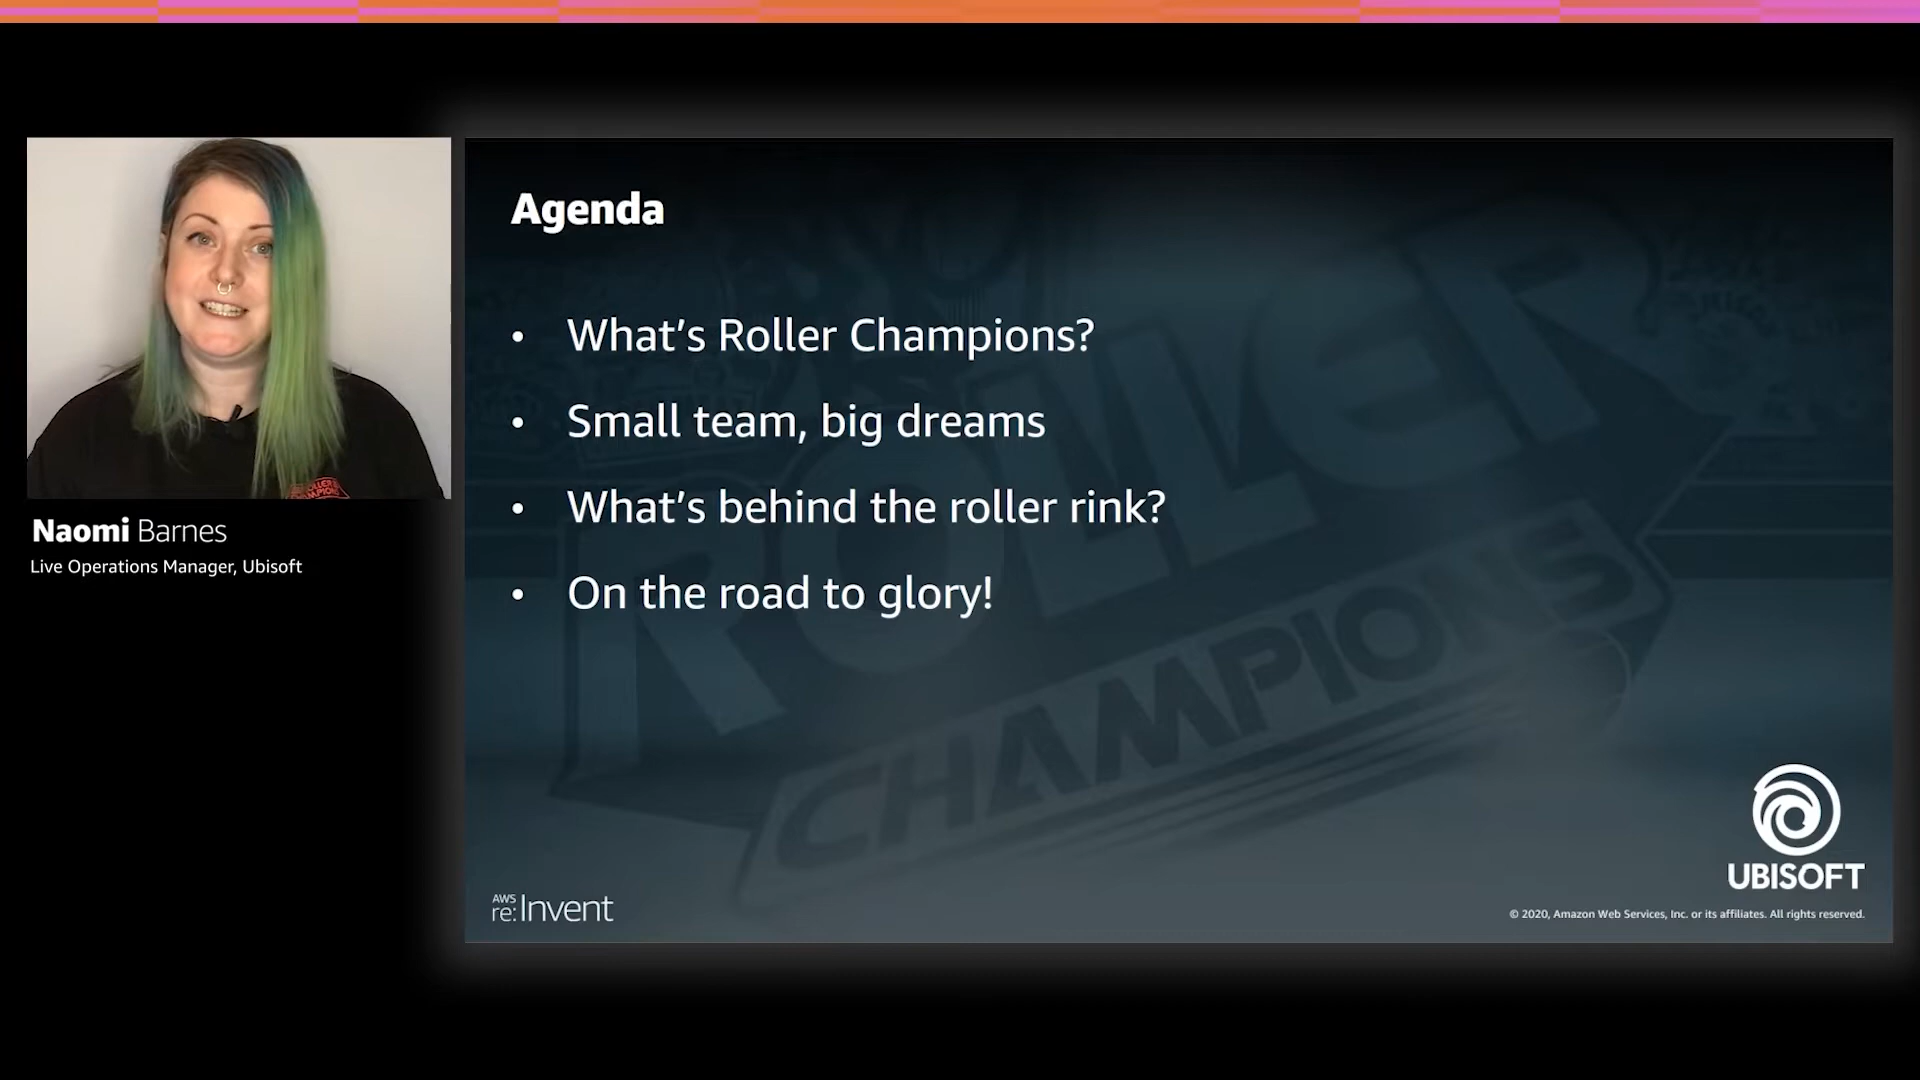 Agenda
• What's Roller Champions?
• Small team, big dreams
• What's behind the roller rink?
• On the road to glory!
ROLLER
CHAMPIONS
ROLLER
CHAMPIONS
Naomi Barnes
Live Operations Manager, Ubisoft
UBISOFT
AWS
re:Invent
© 2020, Amazon Web Services, Inc. or its affiliates. All rights reserved.